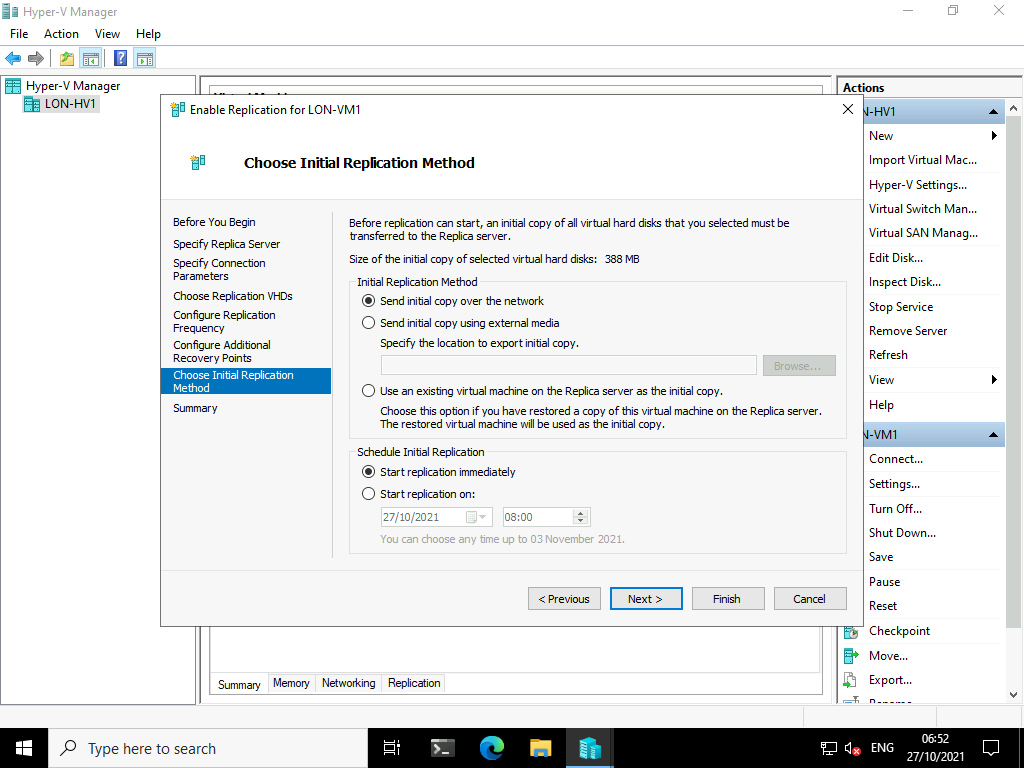 Hyper-V Manager
File Action View Help
Hyper-V Manager
LON-HV1
Enable Replication for LON-VM1
Choose Initial Replication Method
Before You Begin
Specify Replica Server
Specify Connection
Parameters
Choose Replication VHDs
Configure Replication
Frequency
Configure Additional
Recovery Points
Choose Initial Replication
Method
Summary
Before replication can start, an initial copy of all virtual hard disks that you selected must be
transferred to the Replica server.
Size of the initial copy of selected virtual hard disks: 388 MB
Initial Replication Method
Send initial copy over the network
Send initial copy using external media
Specify the location to export initial copy.
Browse...
Use an existing virtual machine on the Replica server as the initial copy.
Choose this option if you have restored a copy of this virtual machine on the Replica server.
The restored virtual machine will be used as the initial copy.
Schedule Initial Replication
Start replication immediately
Start replication on:
27/10/2021 08:00
You can choose any time up to 03 November 2021.
< Previous Next > Finish Cancel
Summary Memory Networking Replication
Actions
N-HV1
New
Import Virtual Mac...
Hyper-V Settings...
Virtual Switch Man...
Virtual SAN Manag...
Edit Disk...
Inspect Disk...
Stop Service
Remove Server
Refresh
View
Help
N-VM1
Connect...
Settings...
Turn Off...
Shut Down...
Save
Pause
Reset
Checkpoint
Move...
Export...
Type here to search
ENG
06:52
27/10/2021